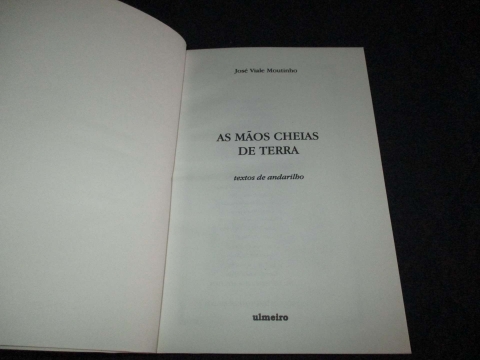 José Viale Moutinho
AS MÃOS CHEIAS
DE TERRA
textos de andarilho
ulmeiro